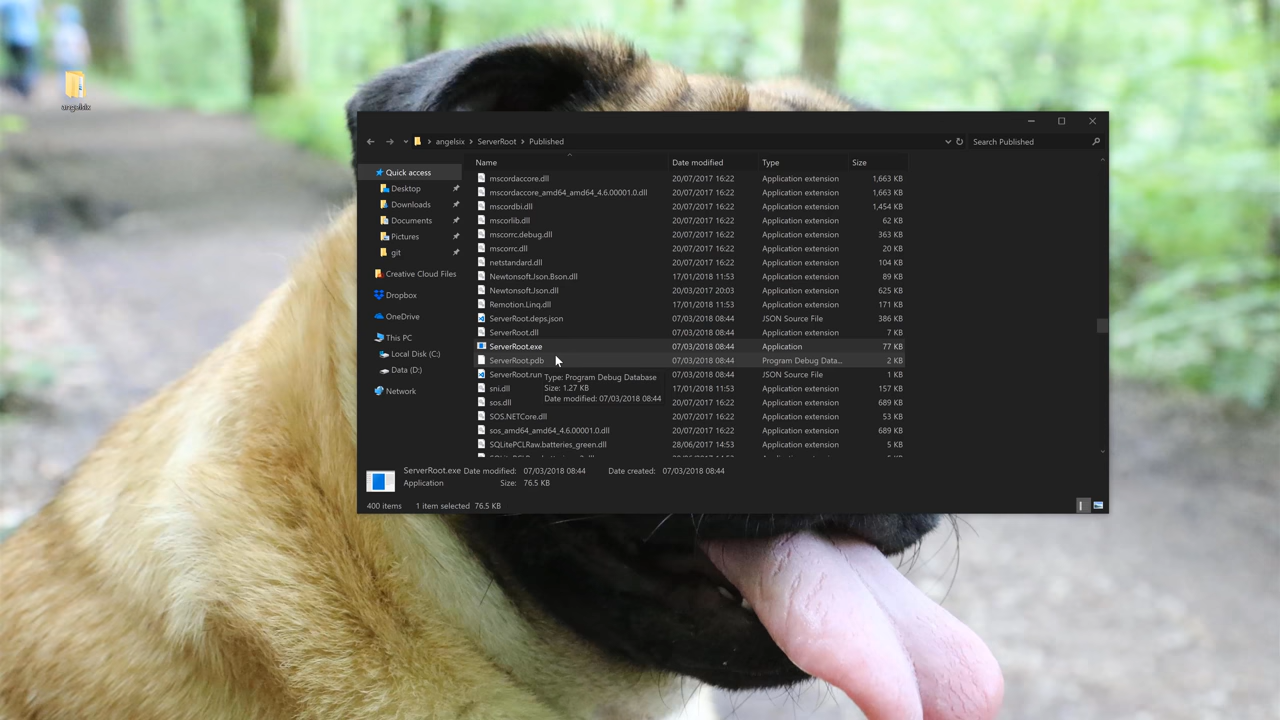 angelsix
angelsix > ServerRoot > Published
Search Published
Quick access
Desktop
Downloads
Documents
Pictures
git
Creative Cloud Files
Dropbox
OneDrive
This PC
Local Disk (C:)
Data (D:)
Network
Name Date modified Type Size
mscordaccore.dll 20/07/2017 16:22 Application extension 1,663 KB
mscordaccore_amd64_amd64_4.6.00001.0.dll 20/07/2017 16:22 Application extension 1,663 KB
mscordbi.dll 20/07/2017 16:22 Application extension 1,454 KB
mscorlib.dll 20/07/2017 16:22 Application extension 62 KB
mscorrc.debug.dll 20/07/2017 16:22 Application extension 363 KB
mscorrc.dll 20/07/2017 16:22 Application extension 20 KB
netstandard.dll 20/07/2017 16:22 Application extension 104 KB
Newtonsoft.Json.Bson.dll 17/01/2018 11:53 Application extension 89 KB
Newtonsoft.Json.dll 20/03/2017 20:03 Application extension 625 KB
Remotion.Linq.dll 17/01/2018 11:53 Application extension 171 KB
ServerRoot.deps.json 07/03/2018 08:44 JSON Source File 386 KB
ServerRoot.dll 07/03/2018 08:44 Application extension 7 KB
ServerRoot.exe 07/03/2018 08:44 Application 77 KB
ServerRoot.pdb 07/03/2018 08:44 Program Debug Data... 2 KB
ServerRoot.run 07/03/2018 08:44 JSON Source File 1 KB
Type: Program Debug Database
Size: 1.27 KB
Date modified: 07/03/2018 08:44
sni.dll 17/01/2018 11:53 Application extension 157 KB
sos.dll 20/07/2017 16:22 Application extension 689 KB
SOS.NETCore.dll 20/07/2017 16:22 Application extension 53 KB
sos_amd64_amd64_4.6.00001.0.dll 20/07/2017 16:22 Application extension 689 KB
SQLitePCLRaw.batteries_green.dll 28/06/2017 14:53 Application extension 5 KB
ServerRoot.exe Date modified: 07/03/2018 08:44 Date created: 07/03/2018 08:44
Application Size: 76.5 KB
400 items 1 item selected 76.5 KB